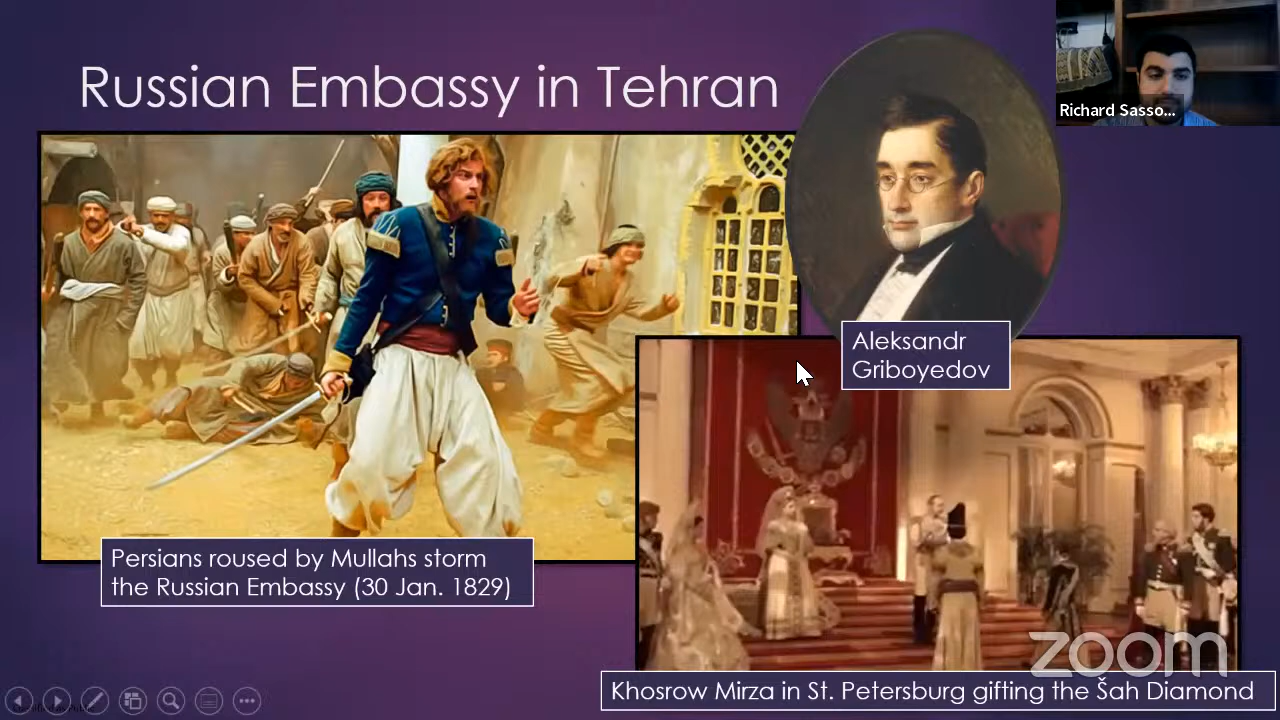 Russian Embassy in Tehran
Richard Sasso...
Aleksandr
Griboyedov
Persians roused by Mullahs storm
the Russian Embassy (30 Jan. 1829)
zoom
Khosrow Mirza in St. Petersburg gifting the Šah Diamond